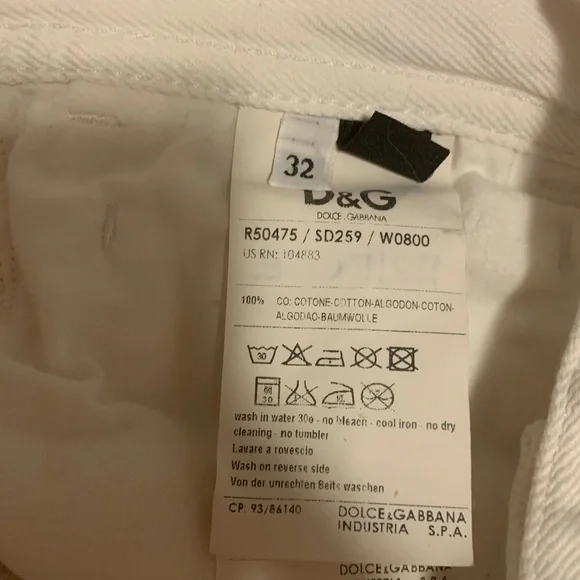 32
D&G
DOLCE & GABBANA
R50475 / SD259 / W0800
US RN: 104883
100% CO: COTONE-COTTON-ALGODON-COTON-
ALGODAO-BAUMWOLLE
30
30
wash in water 30o - no bleach - cool iron - no dry
cleaning - no tumbler
Lavare a rovescio
Wash on reverse side
Von der unrechten Beits waschen
CP: 93/86140
DOLCE&GABBANA
INDUSTRIA S.P.A.
DOLCE&GABBANA